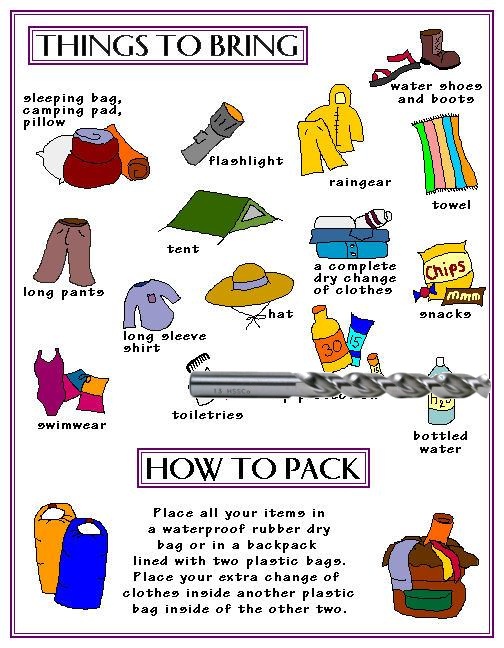 THINGS TO BRING
water shoes
and boots
sleeping bag,
camping pad,
pillow
flashlight
raingear
towel
tent
a complete
dry change
of clothes
Chips
mmm
long pants
hat
snacks
long sleeve
shirt
30
15
13 HSSCo
H2O
toiletries
swimwear
bottled
water
HOW TO PACK
Place all your items in
a waterproof rubber dry
bag or in a backpack
lined with two plastic bags.
Place your extra change of
clothes inside another plastic
bag inside of the other two.